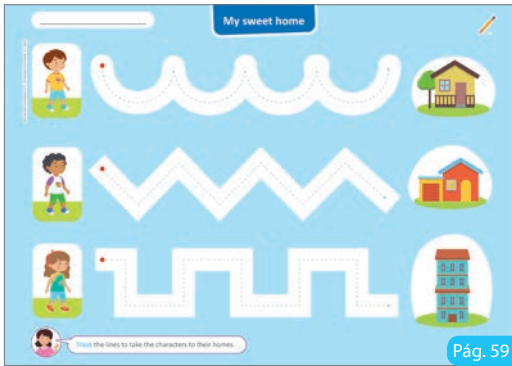 My sweet home
Trace the lines to take the characters to their homes.
Pág. 59